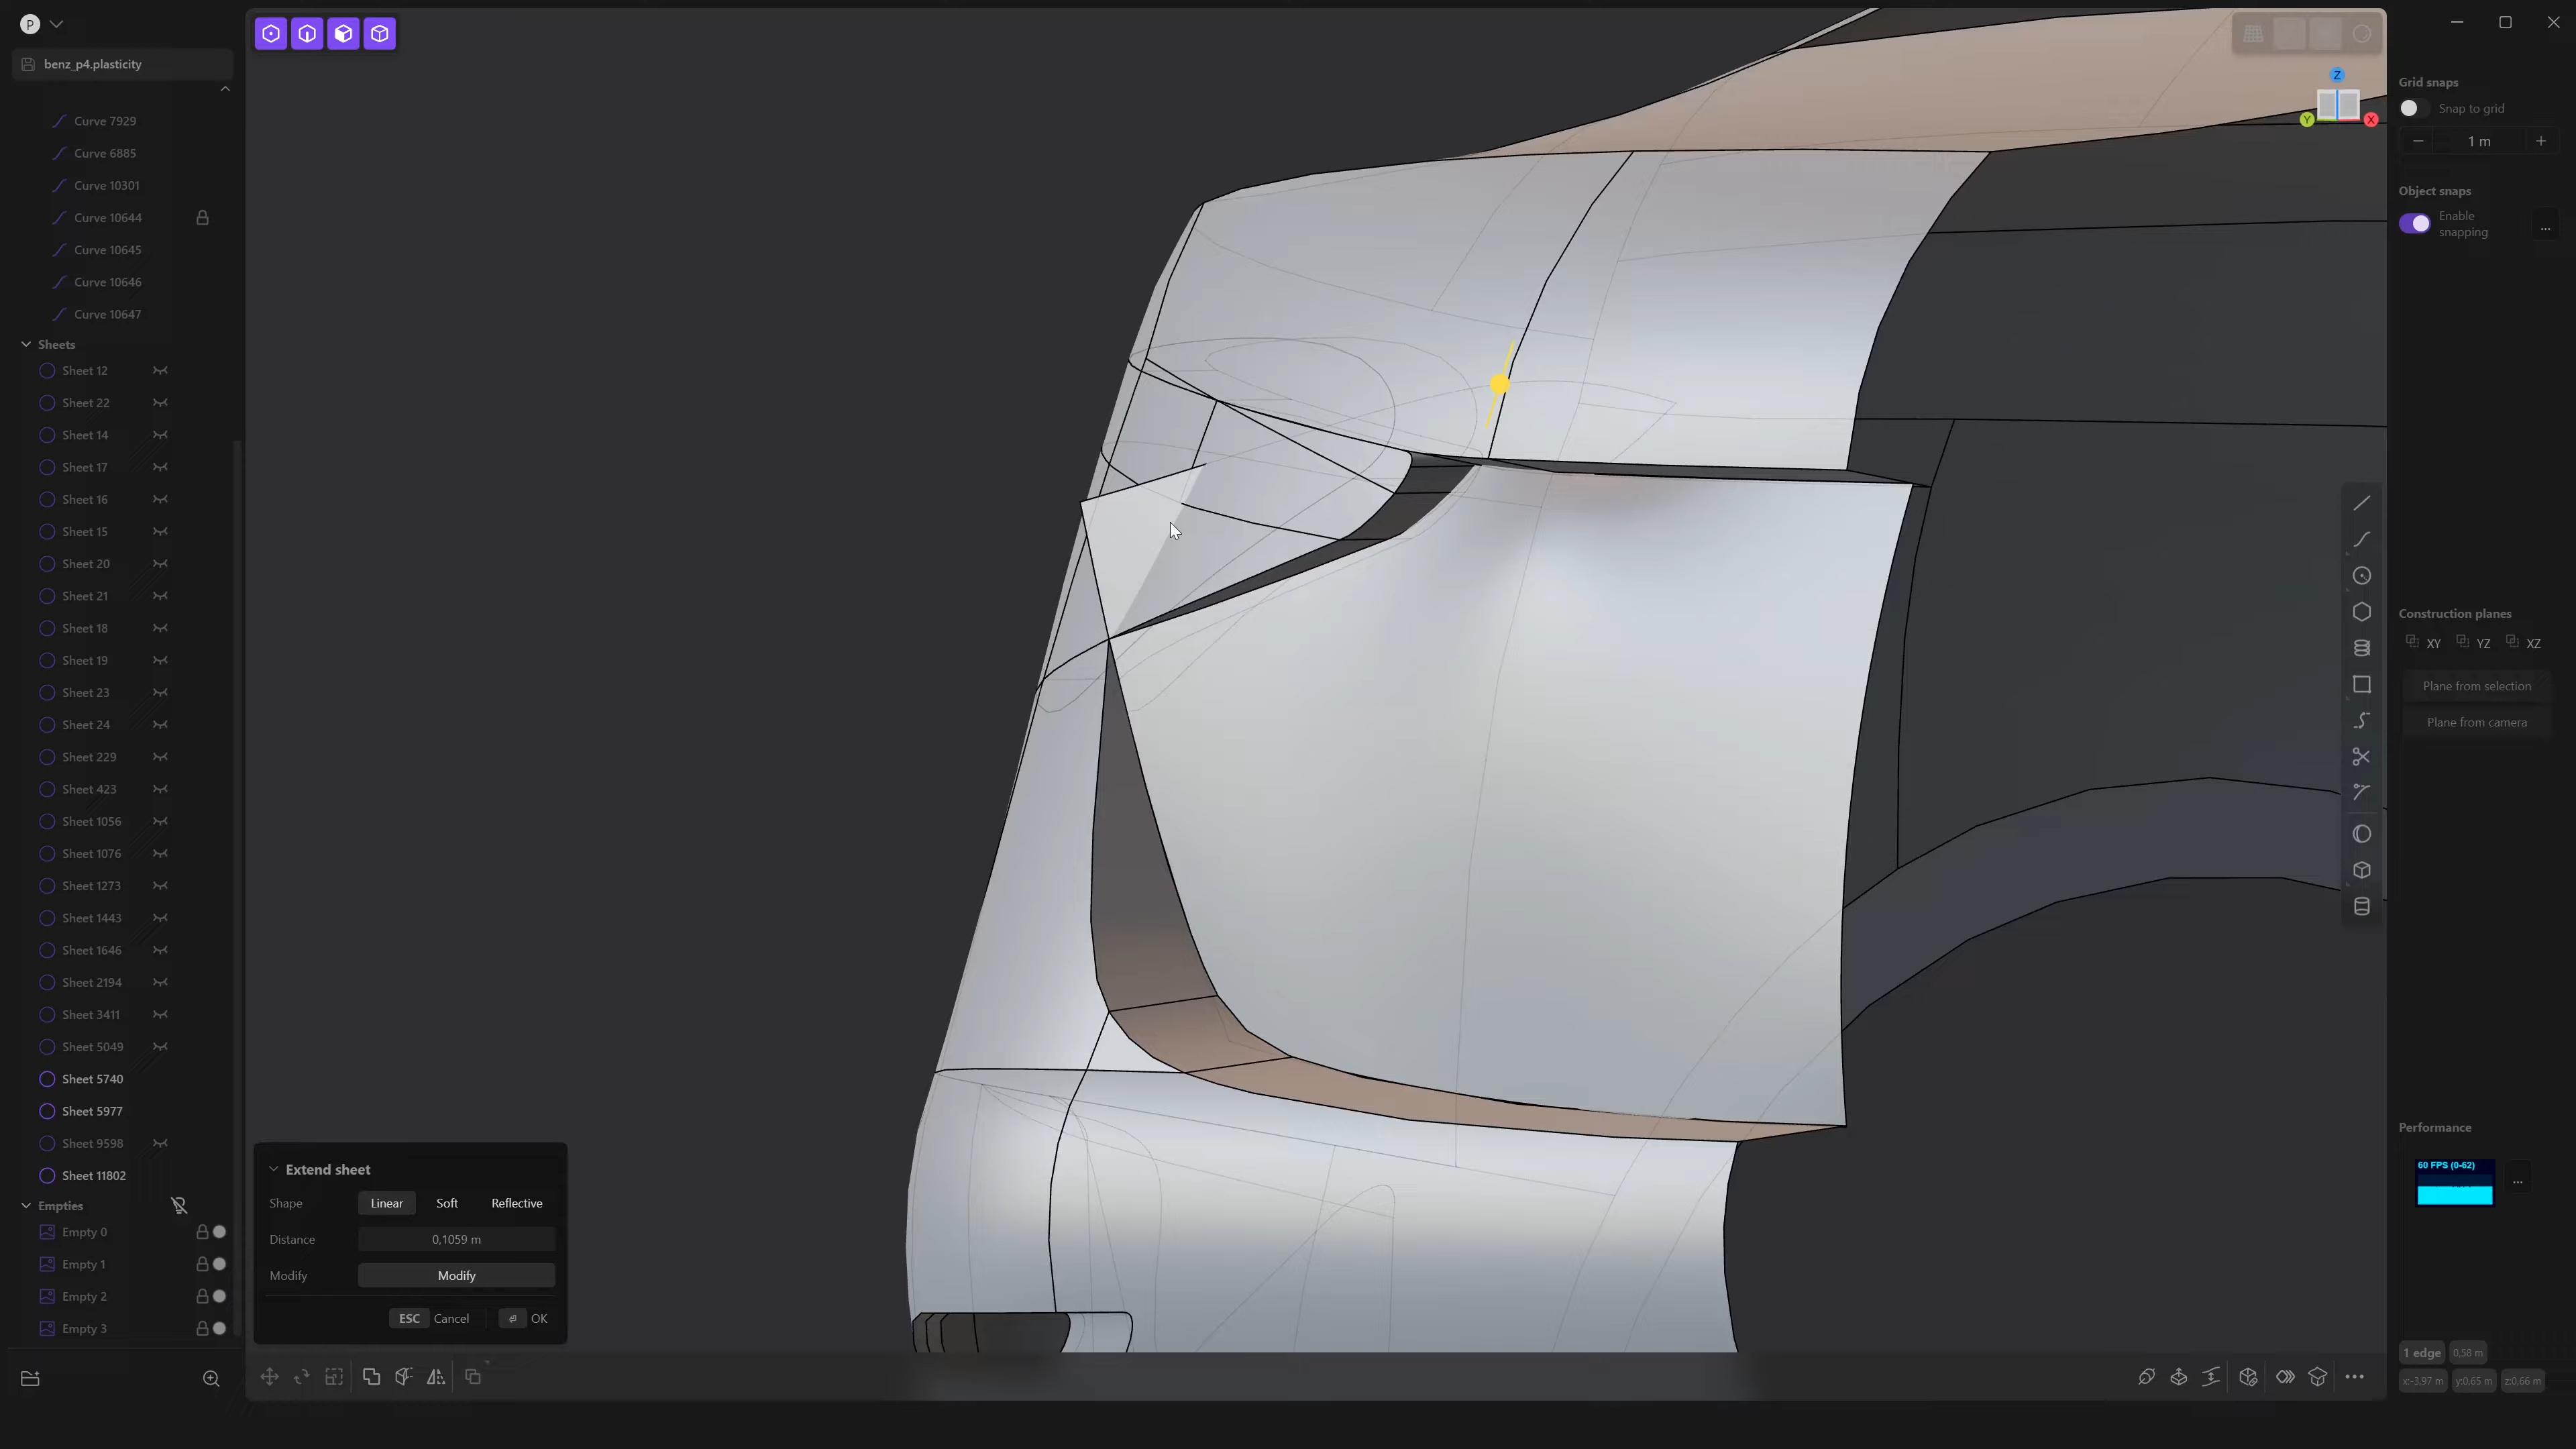 P
benz_p4.plasticity
Curve 7929
Curve 6885
Curve 10301
Curve 10644
Curve 10645
Curve 10646
Curve 10647
Sheets
Sheet 12
Sheet 22
Sheet 14
Sheet 17
Sheet 16
Sheet 15
Sheet 20
Sheet 21
Sheet 18
Sheet 19
Sheet 23
Sheet 24
Sheet 229
Sheet 423
Sheet 1056
Sheet 1076
Sheet 1273
Sheet 1443
Sheet 1646
Sheet 2194
Sheet 3411
Sheet 5049
Sheet 5740
Sheet 5977
Sheet 9598
Sheet 11802
Empties
Empty 0
Empty 1
Empty 2
Empty 3
Extend sheet
Shape Linear Soft Reflective
Distance 0,1059 m
Modify Modify
ESC Cancel OK
Z
Y X
Grid snaps
Snap to grid
1 m
Object snaps
Enable
snapping
...
Construction planes
XY YZ XZ
Plane from selection
Plane from camera
Performance
60 FPS (0-62)
...
1 edge 0,58 m
x:-3,97 m y:0,65 m z:0,66 m